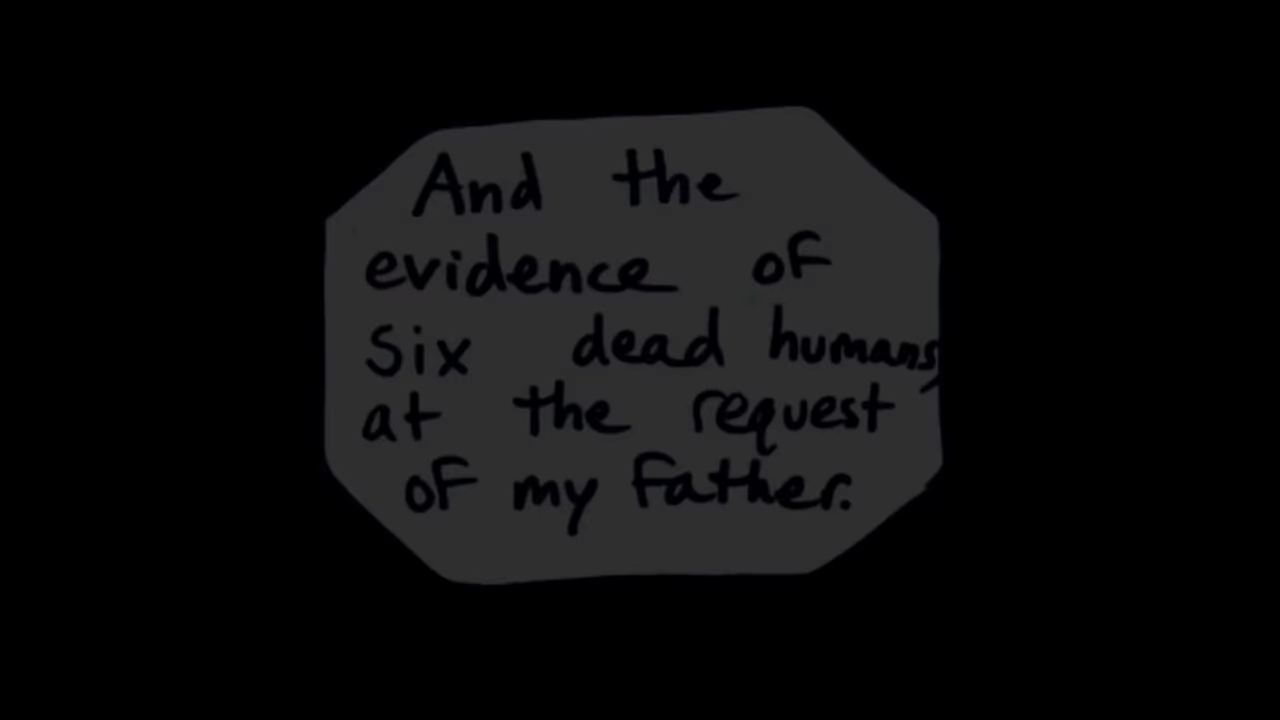 And the
evidence of
six dead humans,
at the request
of my father.